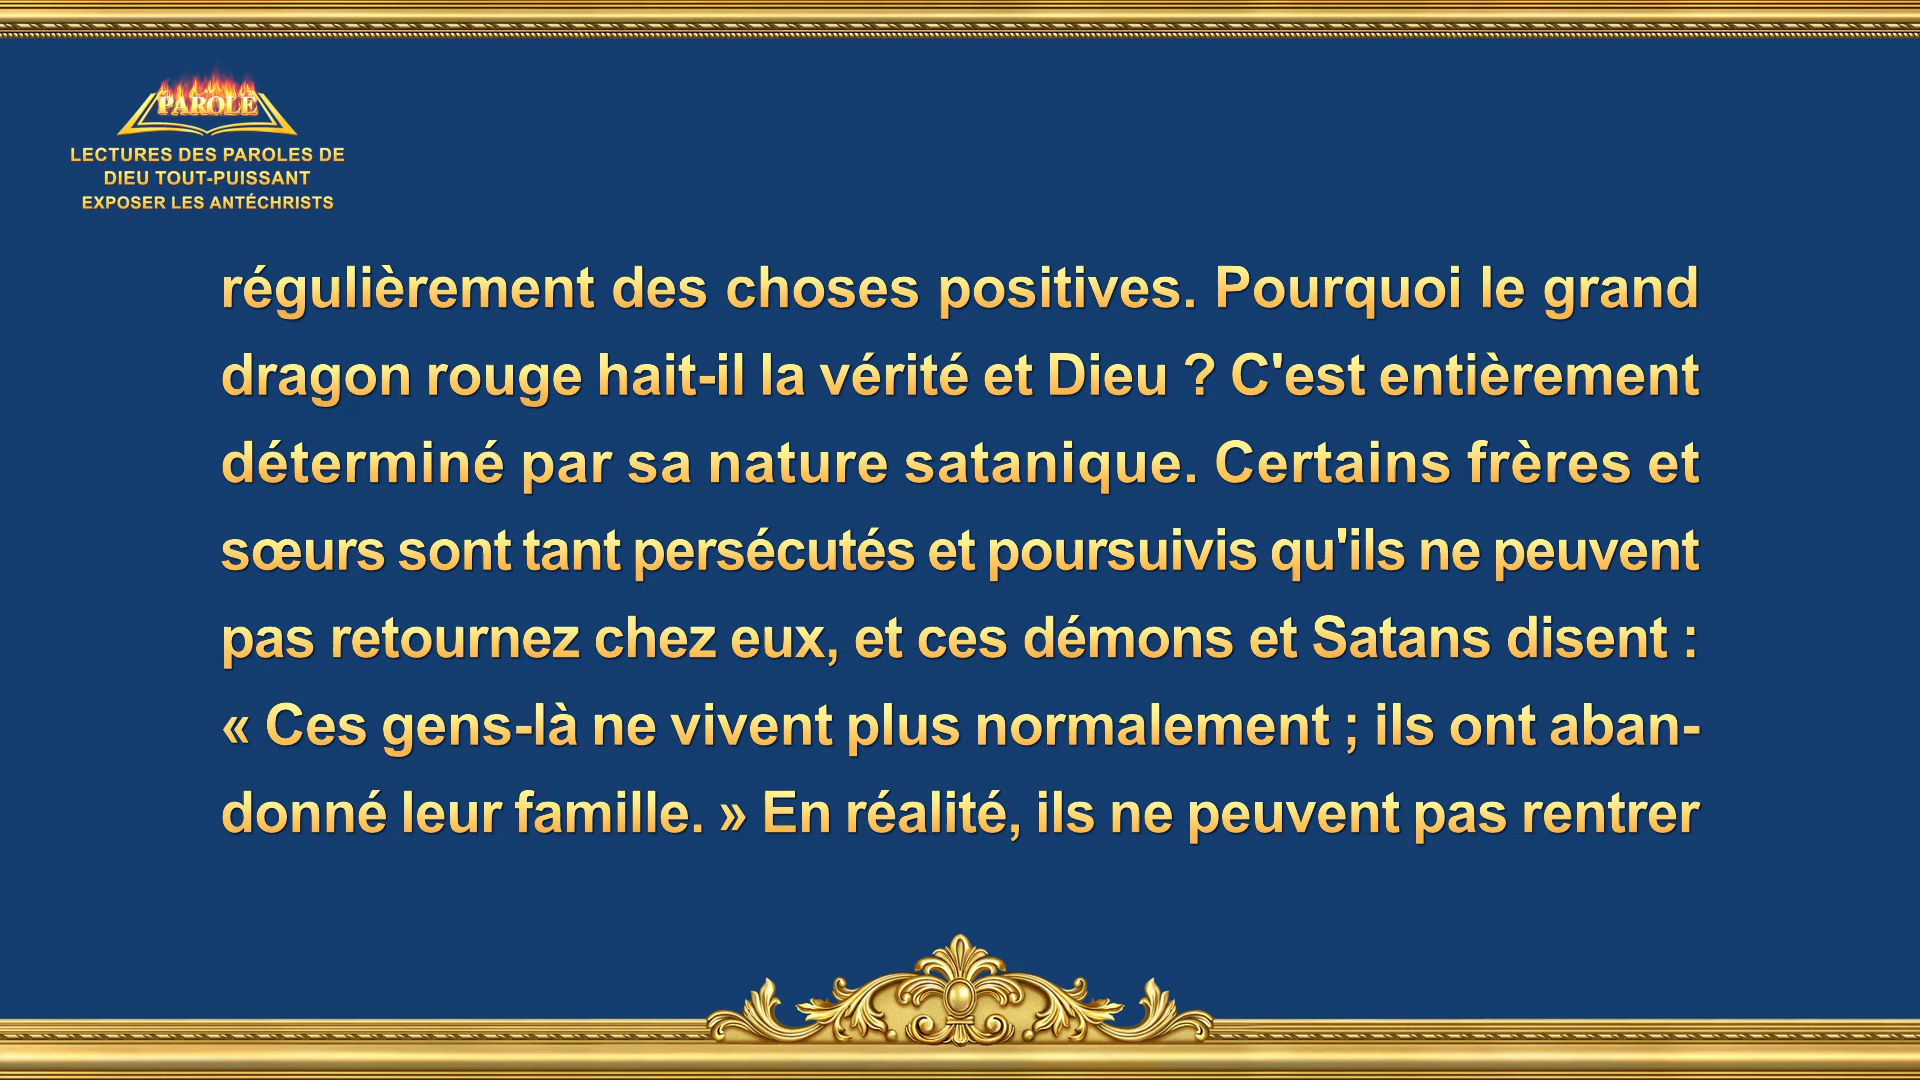 PAROLE
LECTURES DES PAROLES DE
DIEU TOUT-PUISSANT
EXPOSER LES ANTÉCHRISTS
régulièrement des choses positives. Pourquoi le grand
dragon rouge hait-il la vérité et Dieu ? C'est entièrement
déterminé par sa nature satanique. Certains frères et
sœurs sont tant persécutés et poursuivis qu'ils ne peuvent
pas retournez chez eux, et ces démons et Satans disent :
« Ces gens-là ne vivent plus normalement ; ils ont aban-
donné leur famille. » En réalité, ils ne peuvent pas rentrer